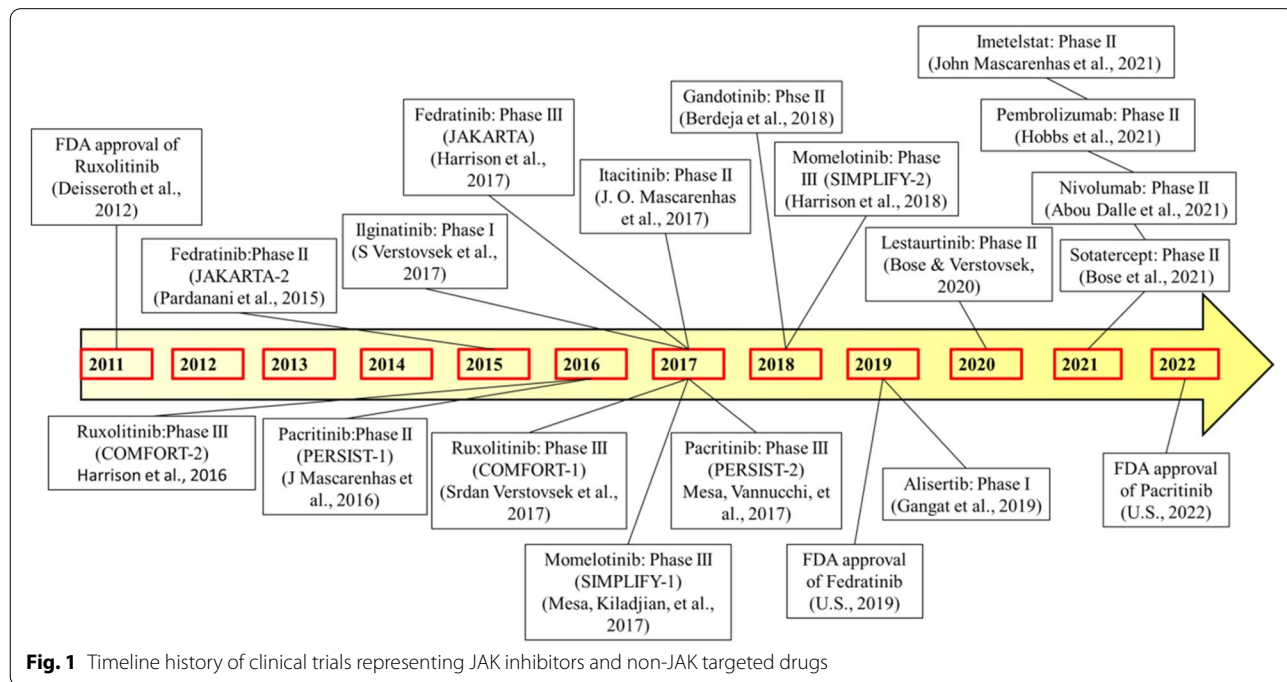 Imetelstat: Phase II
(John Mascarenhas et al., 2021)
Pembrolizumab: Phase II
(Hobbs et al., 2021)
Nivolumab: Phase II
(Abou Dalle et al., 2021)
Sotatercept: Phase II
(Bose et al., 2021)
Gandotinib: Phse II
(Berdeja et al., 2018)
Momelotinib: Phase
III (SIMPLIFY-2)
(Harrison et al., 2018)
Lestaurtinib: Phase II
(Bose & Verstovsek,
2020)
Fedratinib: Phase III
(JAKARTA)
(Harrison et al.,
2017)
Itacitinib: Phase II
(J. O. Mascarenhas
et al., 2017)
Ilginatinib: Phase I
(S Verstovsek et al.,
2017)
FDA approval of
Ruxolitinib
(Deisseroth et al.,
2012)
Fedratinib:Phase II
(JAKARTA-2
(Pardanani et al., 2015)
2011
2012
2013
2014
2015
2016
2017
2018
2019
2020
2021
2022
Ruxolitinib:Phase III
(COMFORT-2)
Harrison et al., 2016
Pacritinib:Phase II
(PERSIST-1)
(J Mascarenhas et
al., 2016)
Ruxolitinib: Phase III
(COMFORT-1)
(Srdan Verstovsek et al.,
2017)
Pacritinib: Phase III
(PERSIST-2)
Mesa, Vannucchi, et
al., 2017)
Momelotinib: Phase III
(SIMPLIFY-1)
(Mesa, Kiladjian, et al.,
2017)
FDA approval
of Fedratinib
(U.S., 2019)
Alisertib: Phase I
(Gangat et al., 2019)
FDA approval
of Pacritinib
(U.S., 2022)
Fig. 1 Timeline history of clinical trials representing JAK inhibitors and non-JAK targeted drugs